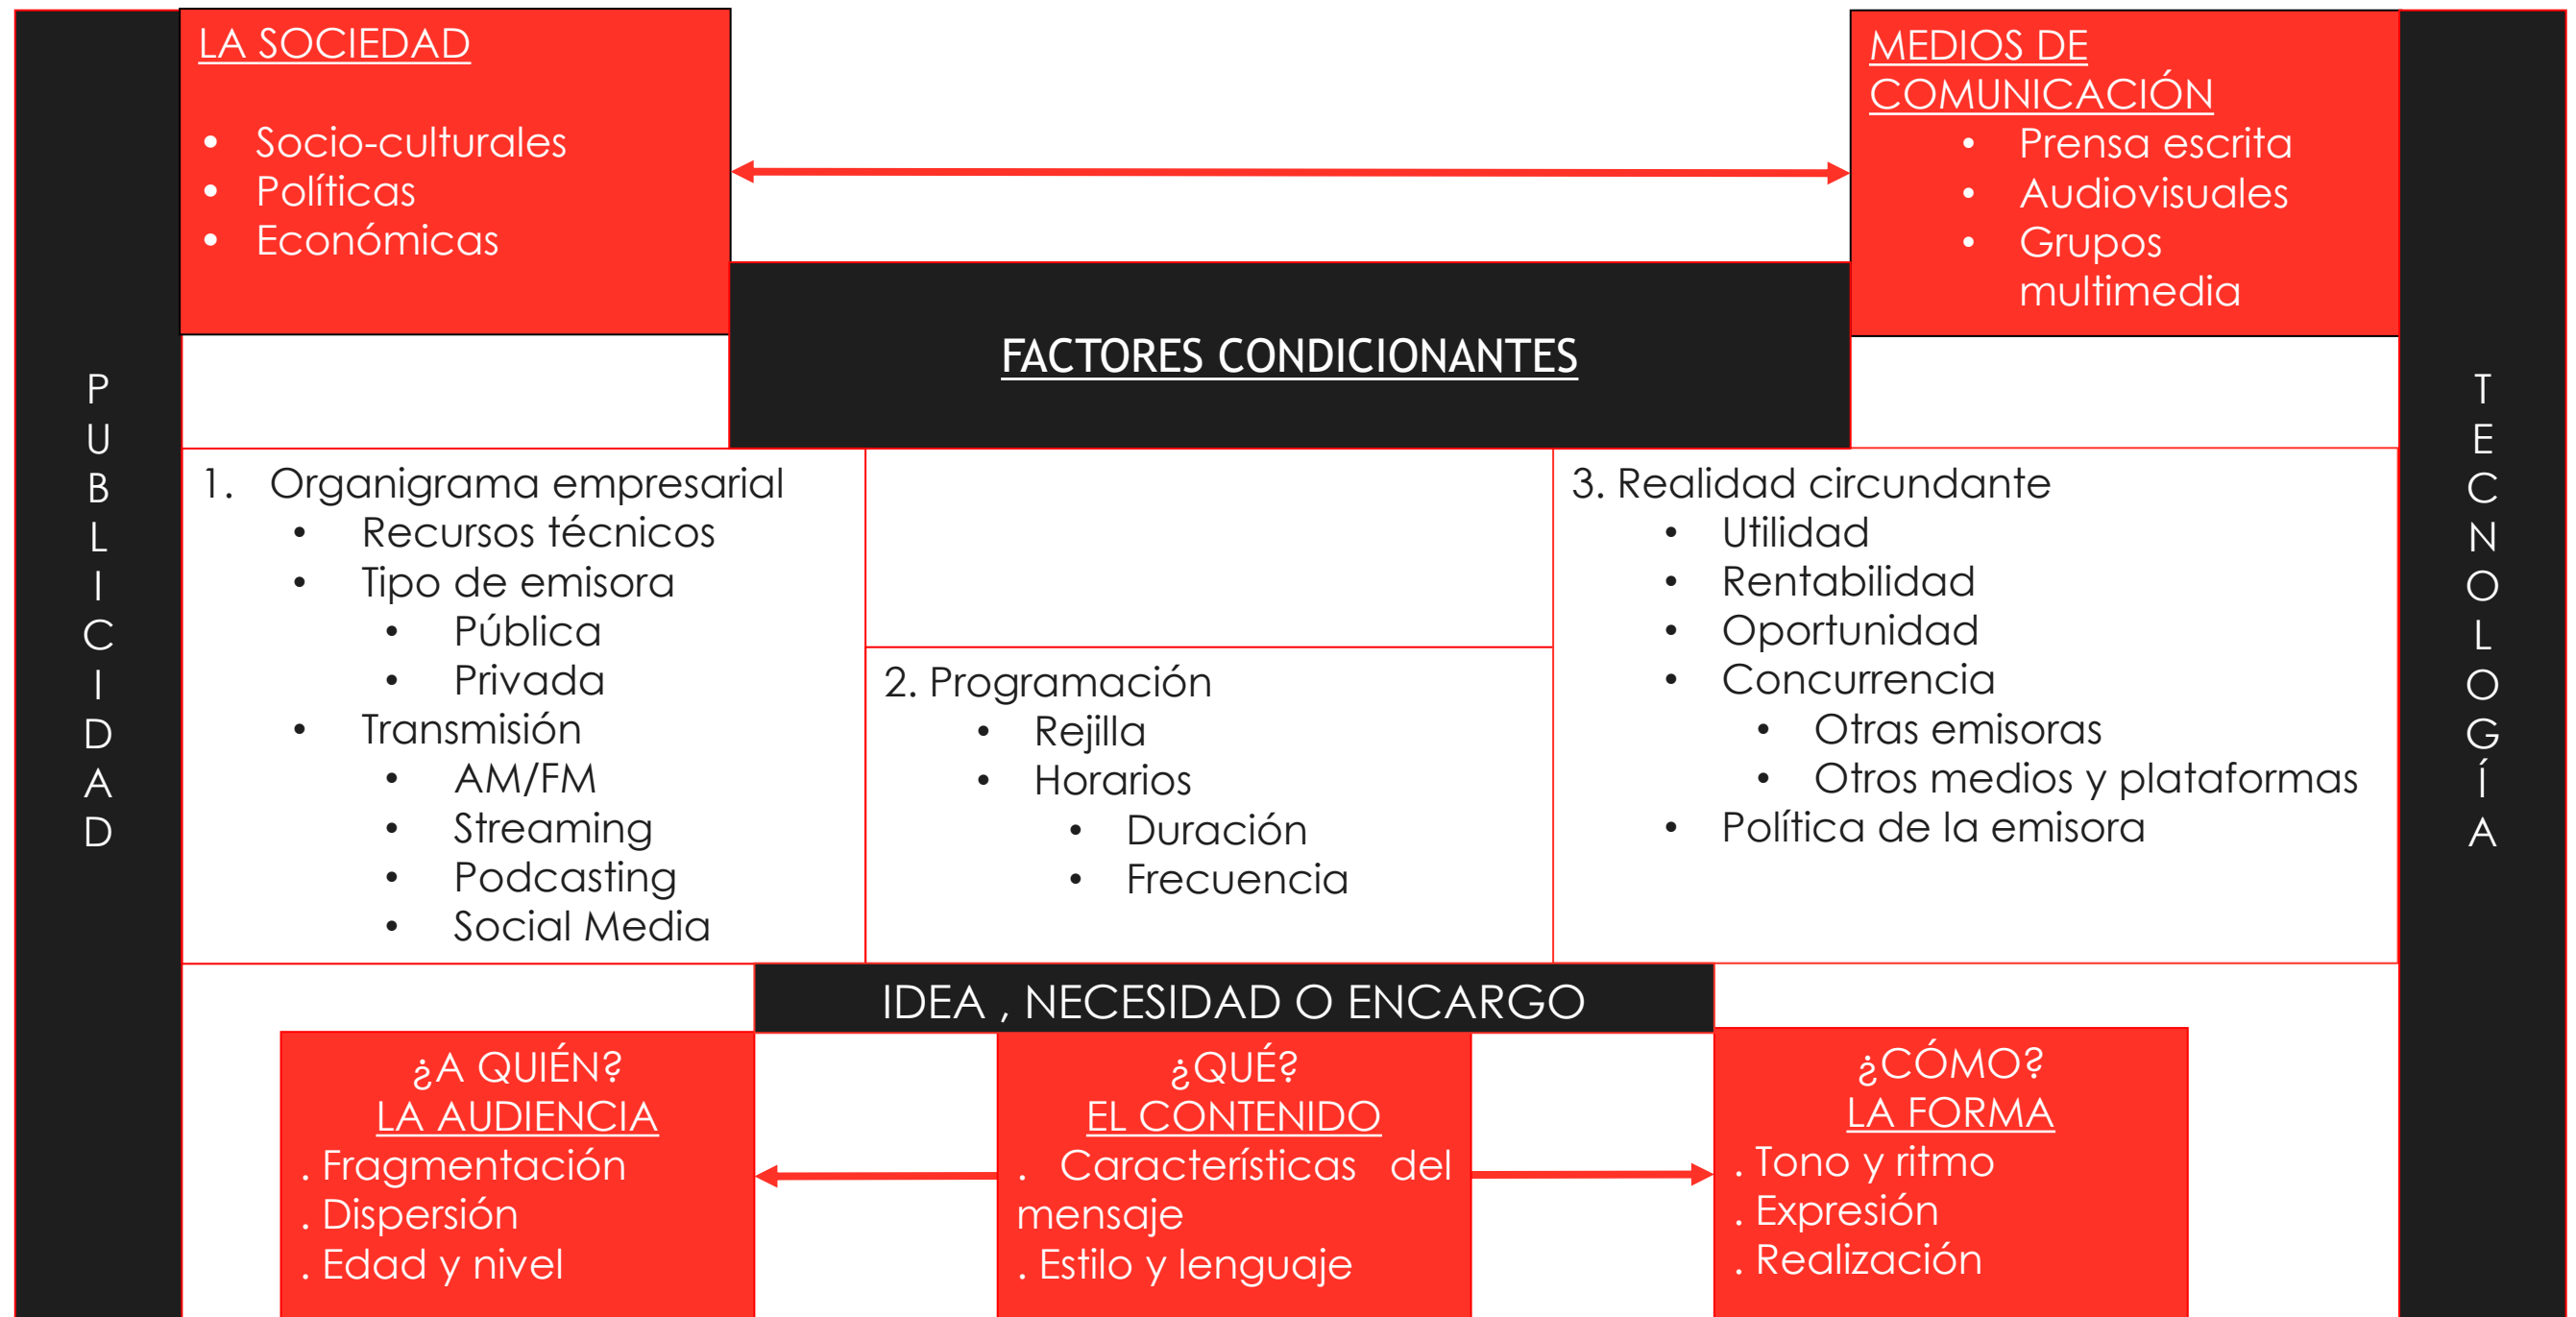 LA SOCIEDAD
• Socio-culturales
• Políticas
• Económicas
MEDIOS DE
COMUNICACIÓN
• Prensa escrita
• Audiovisuales
• Grupos
multimedia
FACTORES CONDICIONANTES
PUBLICIDAD
TECNOLOGÍA
1. Organigrama empresarial
• Recursos técnicos
• Tipo de emisora
• Pública
• Privada
• Transmisión
• AM/FM
• Streaming
• Podcasting
• Social Media
2. Programación
• Rejilla
• Horarios
• Duración
• Frecuencia
3. Realidad circundante
• Utilidad
• Rentabilidad
• Oportunidad
• Concurrencia
• Otras emisoras
• Otros medios y plataformas
• Política de la emisora
IDEA , NECESIDAD O ENCARGO
¿A QUIÉN?
LA AUDIENCIA
. Fragmentación
. Dispersión
. Edad y nivel
¿QUÉ?
EL CONTENIDO
. Características del
mensaje
. Estilo y lenguaje
¿CÓMO?
LA FORMA
. Tono y ritmo
. Expresión
. Realización